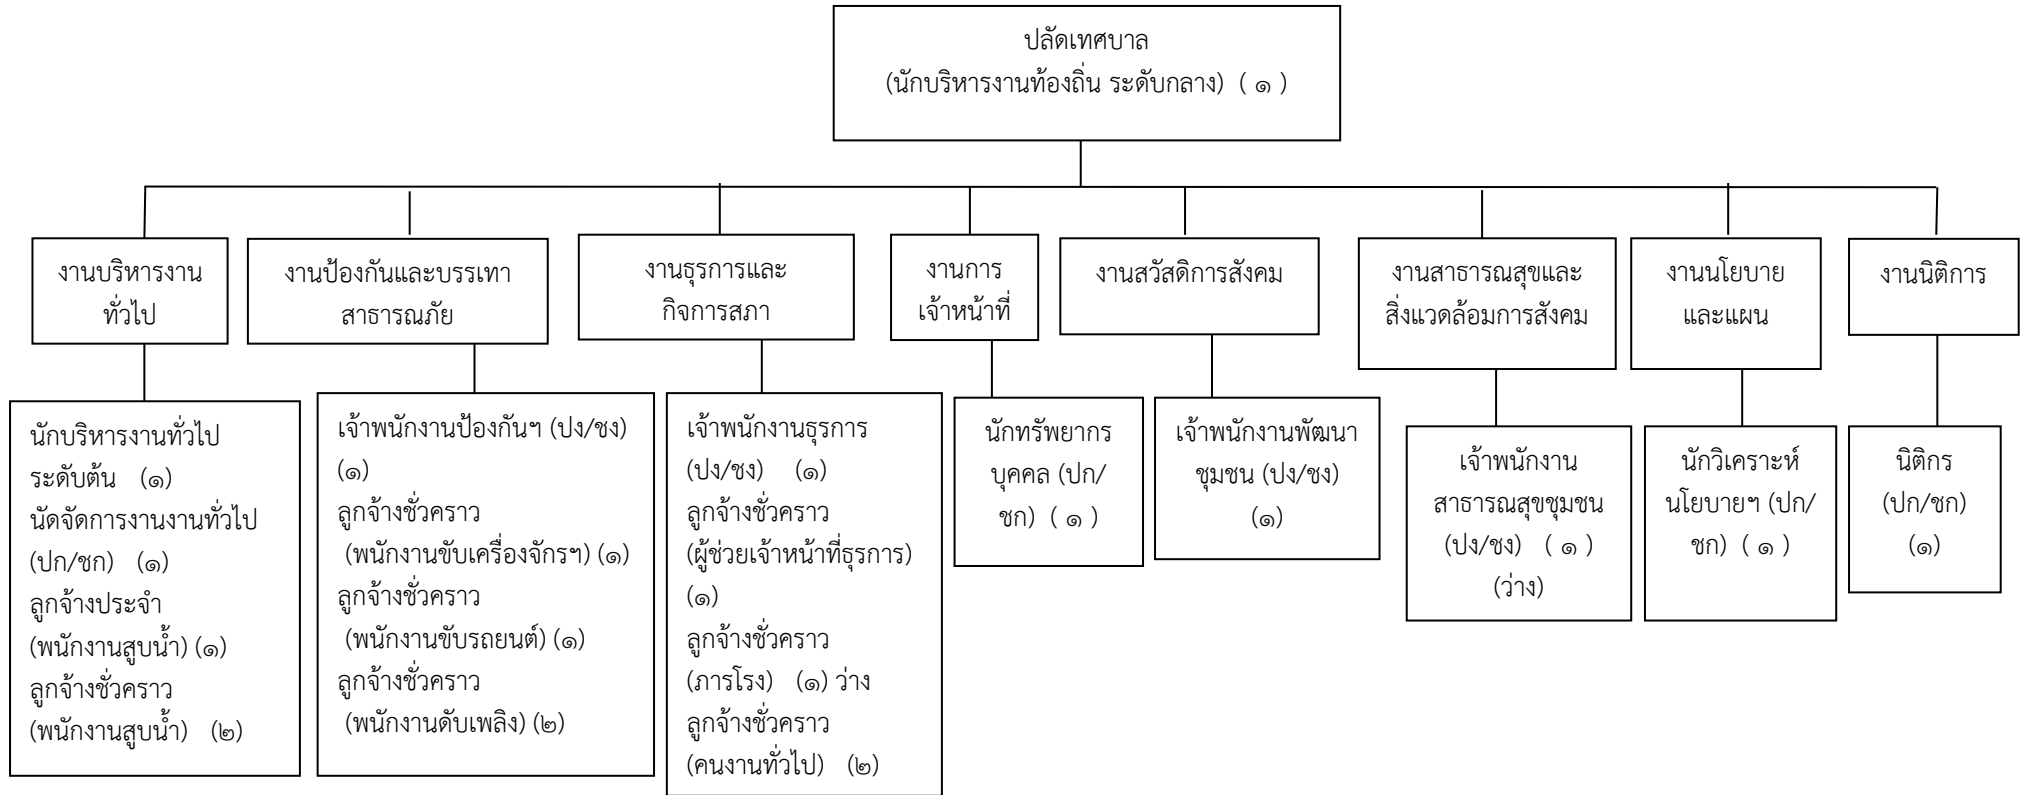 ปลัดเทศบาล
(นักบริหารงานท้องถิ่น ระดับกลาง) ( ๑ )
งานบริหารงาน
ทั่วไป
งานป้องกันและบรรเทา
สาธารณภัย
งานธุรการและ
กิจการสภา
งานการ
เจ้าหน้าที่
งานสวัสดิการสังคม
งานสาธารณสุขและ
สิ่งแวดล้อมการสังคม
งานนโยบาย
และแผน
งานนิติการ
นักบริหารงานทั่วไป
ระดับต้น (๑)
นัดจัดการงานงานทั่วไป
(ปก/ชก) (๑)
ลูกจ้างประจำ
(พนักงานสูบน้ำ) (๑)
ลูกจ้างชั่วคราว
(พนักงานสูบน้ำ) (๒)
เจ้าพนักงานป้องกันฯ (ปง/ชง)
(๑)
ลูกจ้างชั่วคราว
(พนักงานขับเครื่องจักรฯ) (๑)
ลูกจ้างชั่วคราว
(พนักงานขับรถยนต์) (๑)
ลูกจ้างชั่วคราว
(พนักงานดับเพลิง) (๒)
เจ้าพนักงานธุรการ
(ปง/ชง) (๑)
ลูกจ้างชั่วคราว
(ผู้ช่วยเจ้าหน้าที่ธุรการ)
(๑)
ลูกจ้างชั่วคราว
(ภารโรง) (๑) ว่าง
ลูกจ้างชั่วคราว
(คนงานทั่วไป) (๒)
นักทรัพยากร
บุคคล (ปก/
ชก) ( ๑ )
เจ้าพนักงานพัฒนา
ชุมชน (ปง/ชง)
(๑)
เจ้าพนักงาน
สาธารณสุขชุมชน
(ปง/ชง) ( ๑ )
(ว่าง)
นักวิเคราะห์
นโยบายฯ (ปก/
ชก) ( ๑ )
นิติกร
(ปก/ชก)
(๑)